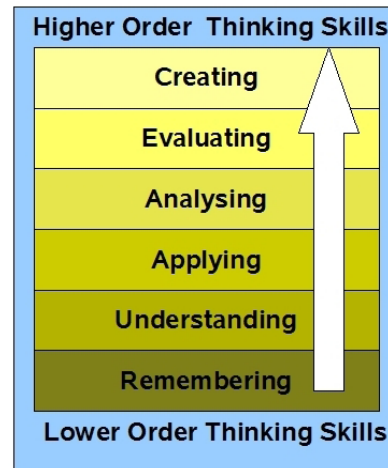 Higher Order Thinking Skills
Creating
Evaluating
Analysing
Applying
Understanding
Remembering
Lower Order Thinking Skills